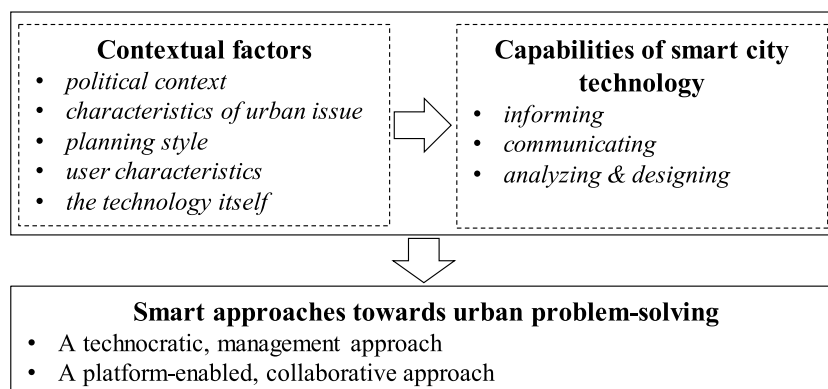 Contextual factors
• political context
• characteristics of urban issue
• planning style
• user characteristics
• the technology itself
Capabilities of smart city
technology
• informing
• communicating
• analyzing & designing
Smart approaches towards urban problem-solving
• A technocratic, management approach
• A platform-enabled, collaborative approach